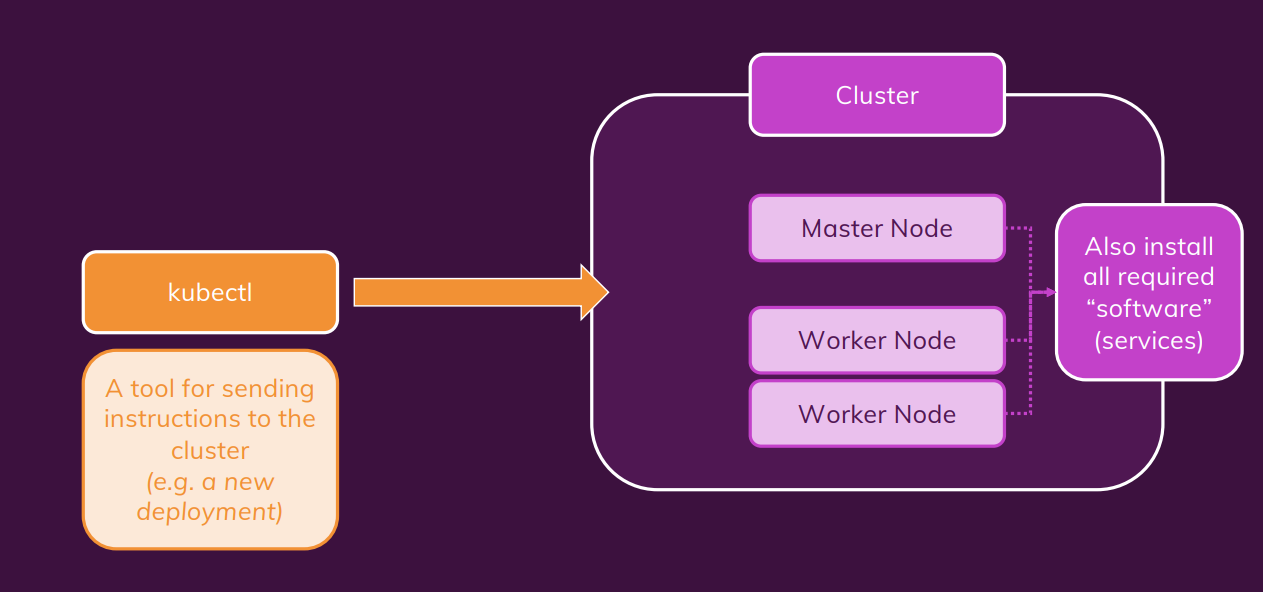 Cluster
Master Node
Worker Node
Worker Node
Also install
all required
“software”
(services)
kubectl
A tool for sending
instructions to the
cluster
(e.g. a new
deployment)